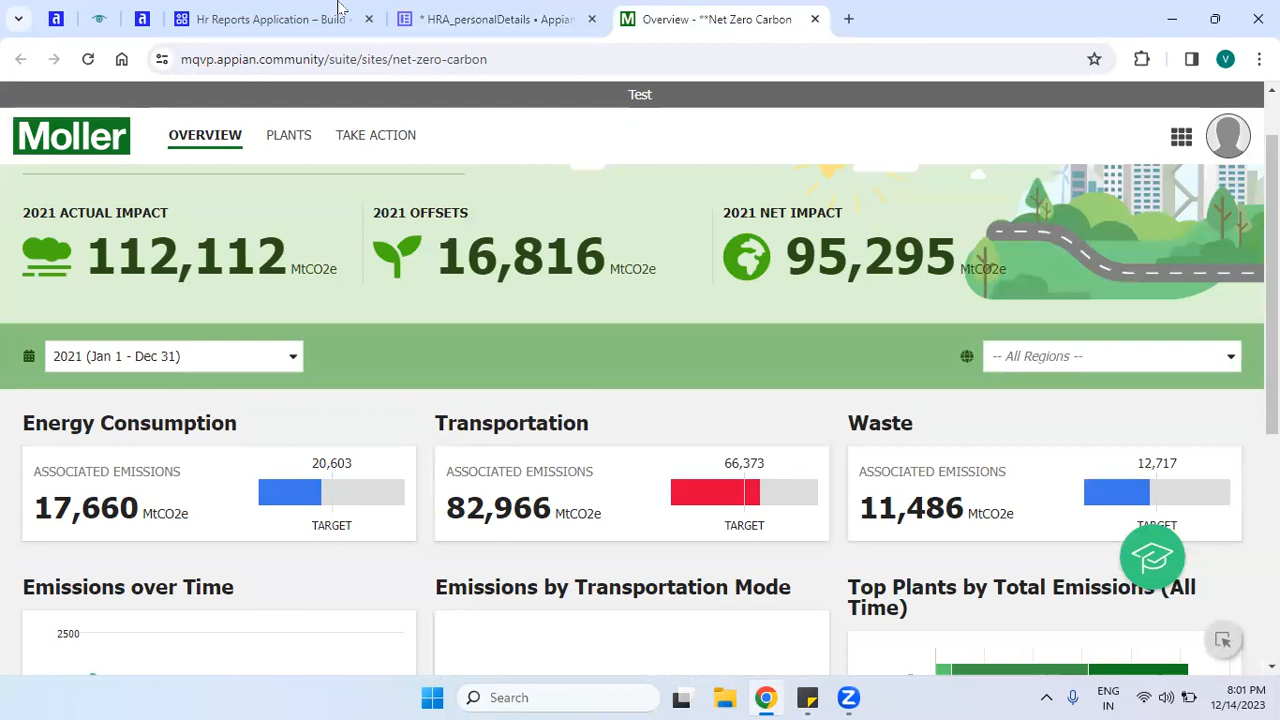 Hr Reports Application – Build
* HRA_personalDetails • Appian
Overview - **Net Zero Carbon
mqvp.appian.community/suite/sites/net-zero-carbon
V
Test
Moller
OVERVIEW
PLANTS
TAKE ACTION
2021 ACTUAL IMPACT
112,112 MtCO2e
2021 OFFSETS
16,816 MtCO2e
2021 NET IMPACT
95,295 MtCO2e
2021 (Jan 1 - Dec 31)
-- All Regions --
Energy Consumption
ASSOCIATED EMISSIONS
17,660 MtCO2e
20,603
TARGET
Transportation
ASSOCIATED EMISSIONS
82,966 MtCO2e
66,373
TARGET
Waste
ASSOCIATED EMISSIONS
11,486 MtCO2e
12,717
TARGET
Emissions over Time
2500
Emissions by Transportation Mode
Top Plants by Total Emissions (All
Time)
Search
ENG
IN
8:01 PM
12/14/2023